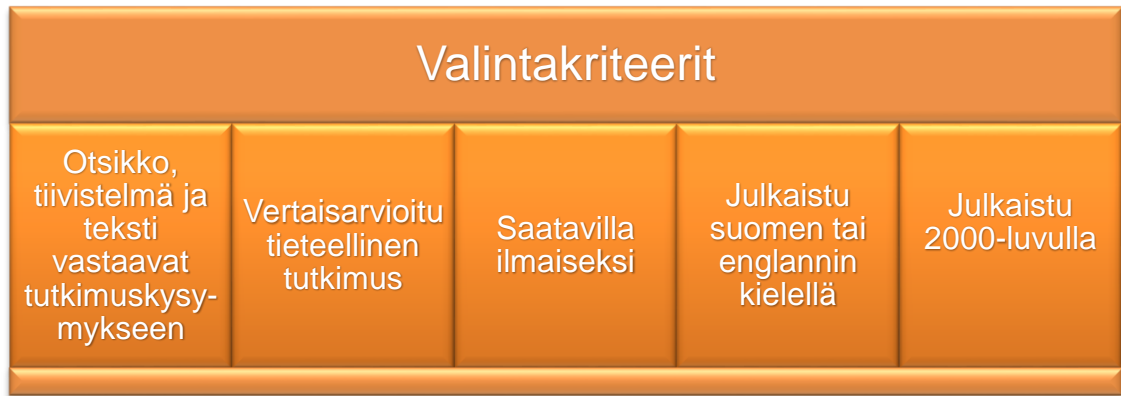 Valintakriteerit
Otsikko,
tiivistelmä ja
teksti
vastaavat
tutkimuskysy-
mykseen
Vertaisarvioitu
tieteellinen
tutkimus
Saatavilla
ilmaiseksi
Julkaistu
suomen tai
englannin
kielellä
Julkaistu
2000-luvulla